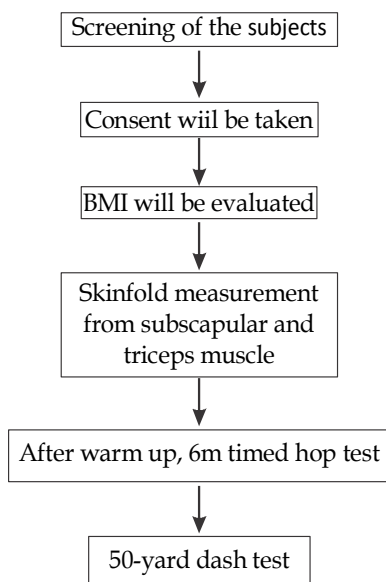 Screening of the subjects
Consent wiil be taken
BMI will be evaluated
Skinfold measurement
from subscapular and
triceps muscle
After warm up, 6m timed hop test
50-yard dash test